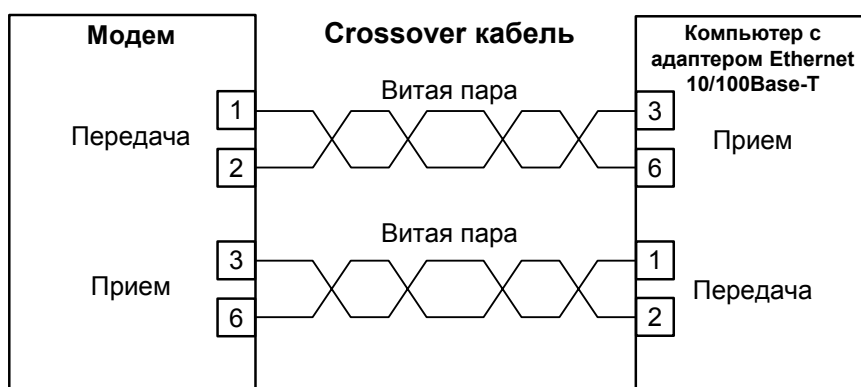 Модем
Crossover кабель
Компьютер с
адаптером Ethernet
10/100Base-T
Витая пара
1
3
Передача
Прием
2
6
Витая пара
3
1
Прием
Передача
6
2